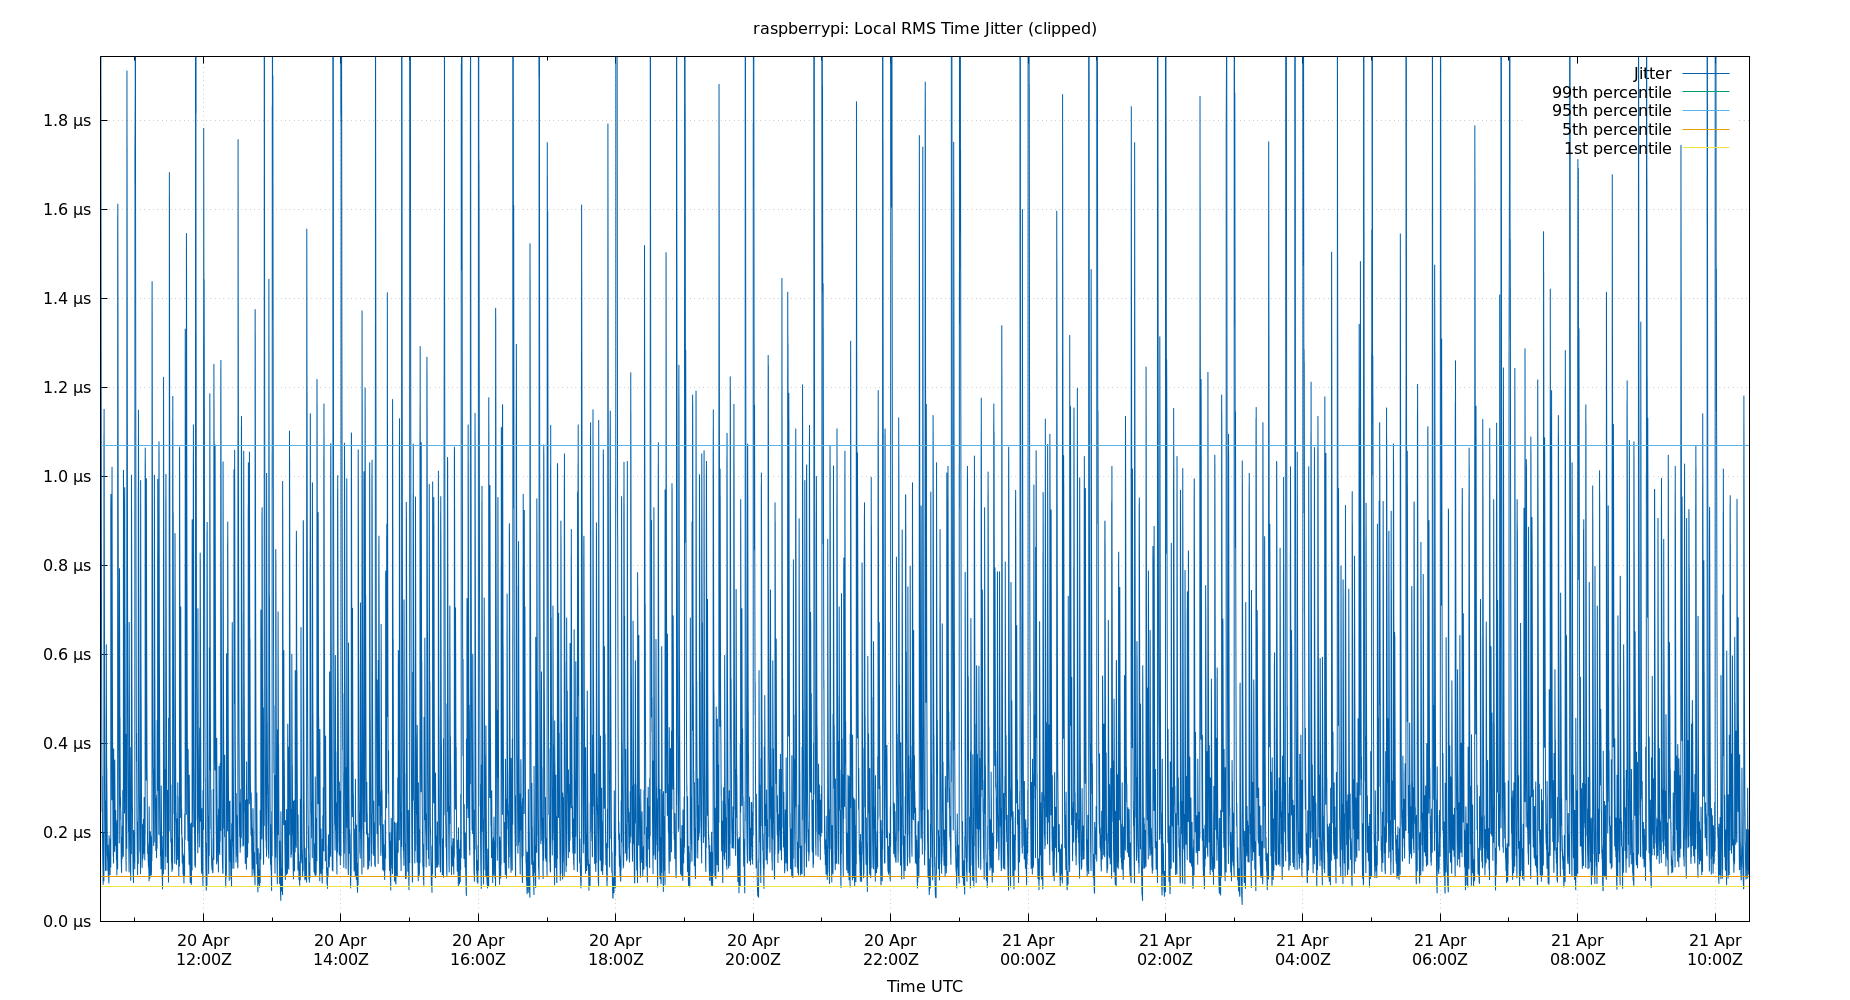 raspberrypi: Local RMS Time Jitter (clipped)
Jitter
99th percentile
95th percentile
5th percentile
1st percentile
1.8 µs
1.6 µs
1.4 µs
1.2 µs
1.0 µs
0.8 µs
0.6 µs
0.4 µs
0.2 µs
0.0 µs
20 Apr 20 Apr 20 Apr 20 Apr 20 Apr 20 Apr 21 Apr 21 Apr 21 Apr 21 Apr 21 Apr 21 Apr
12:00Z 14:00Z 16:00Z 18:00Z 20:00Z 22:00Z 00:00Z 02:00Z 04:00Z 06:00Z 08:00Z 10:00Z
Time UTC